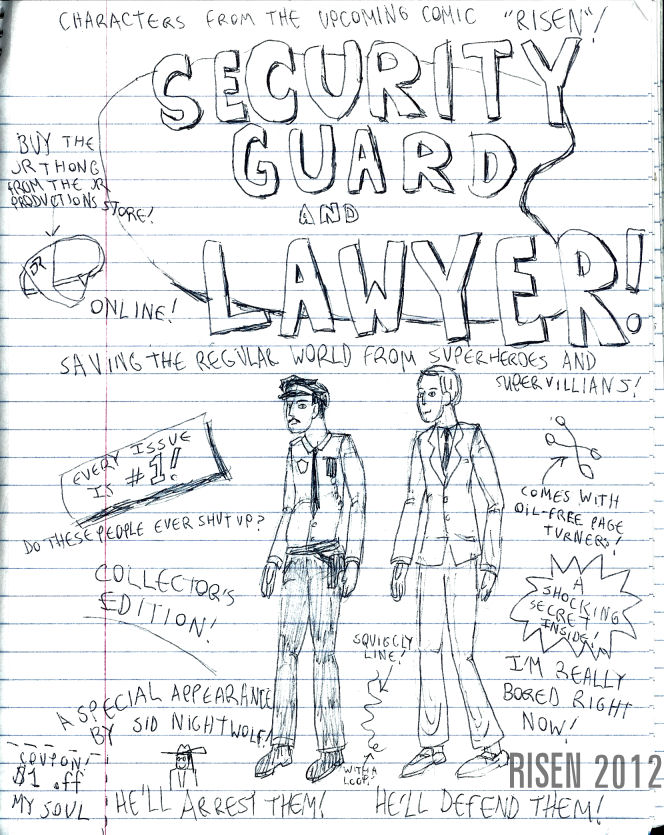 CHARACTERS FROM THE UPCOMING COMIC "RISEN"!
SECURITY
GUARD
AND
LAWYER!
BUY THE
JR THONG
FROM THE JR
PRODUCTIONS STORE!
JR
ONLINE!
SAVING THE REGULAR WORLD FROM SUPERHEROES AND
SUPERVILLIANS!
EVERY ISSUE
IS #1!
DO THESE PEOPLE EVER SHUT UP?
COMES WITH
OIL-FREE PAGE
TURNERS!
COLLECTOR'S
EDITION!
A
SHOCKING
SECRET
INSIDE!
SQUIGGLY
LINE!
I'M REALLY
BORED RIGHT
NOW!
A SPECIAL APPEARANCE
BY SID NIGHTWOLF!
WITH A
LOOP!
COUPON!
$1 off
MY SOUL
HE'LL ARREST THEM!
HE'LL DEFEND THEM!
RISEN 2012